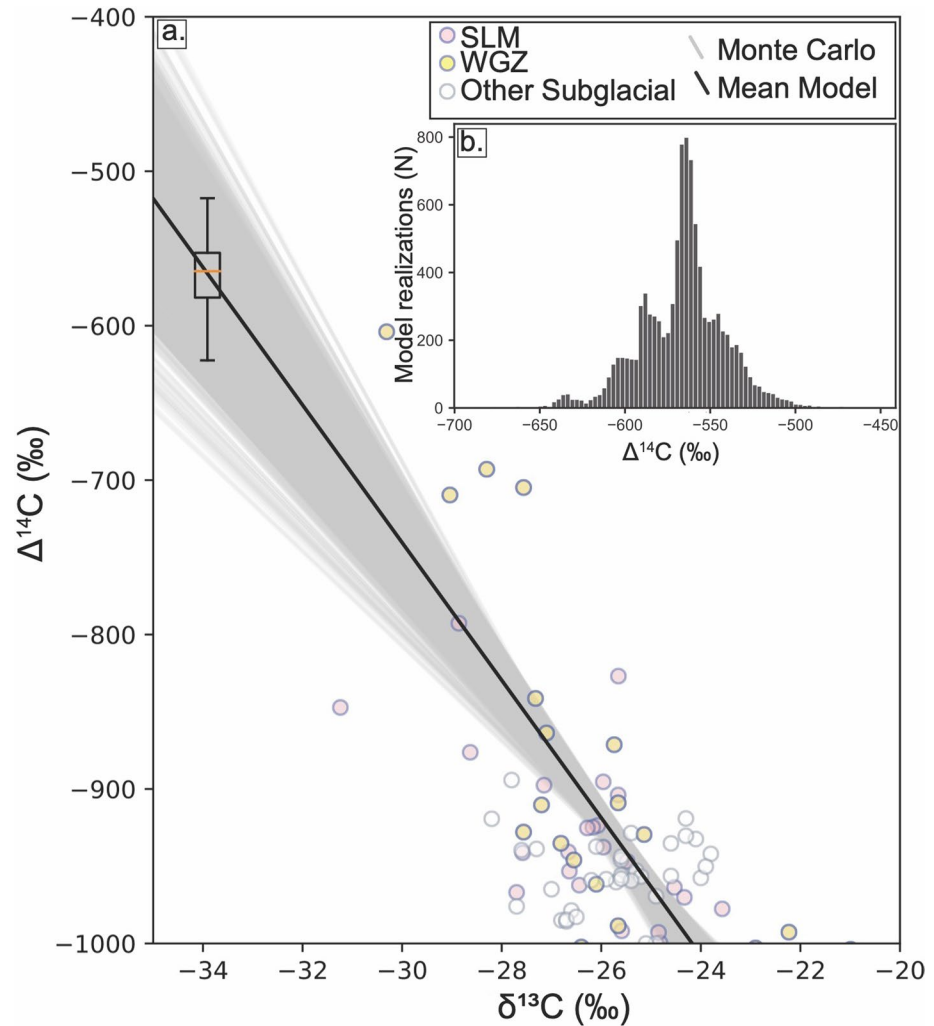 −400
a.
SLM
WGZ
Other Subglacial
Monte Carlo
Mean Model
b.
800
600
400
200
0
Model realizations (N)
−700
−650
−600
−550
−500
−450
Δ¹⁴C (‰)
−500
−600
−700
−800
−900
−1000
Δ¹⁴C (‰)
−34
−32
−30
−28
−26
−24
−22
−20
δ¹³C (‰)